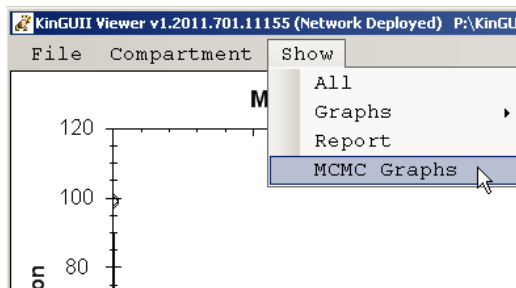 KinGUII Viewer v1.2011.701.11155 (Network Deployed) P:\KinGU
File Compartment Show
All
Graphs
Report
MCMC Graphs
M
120
100
80
on